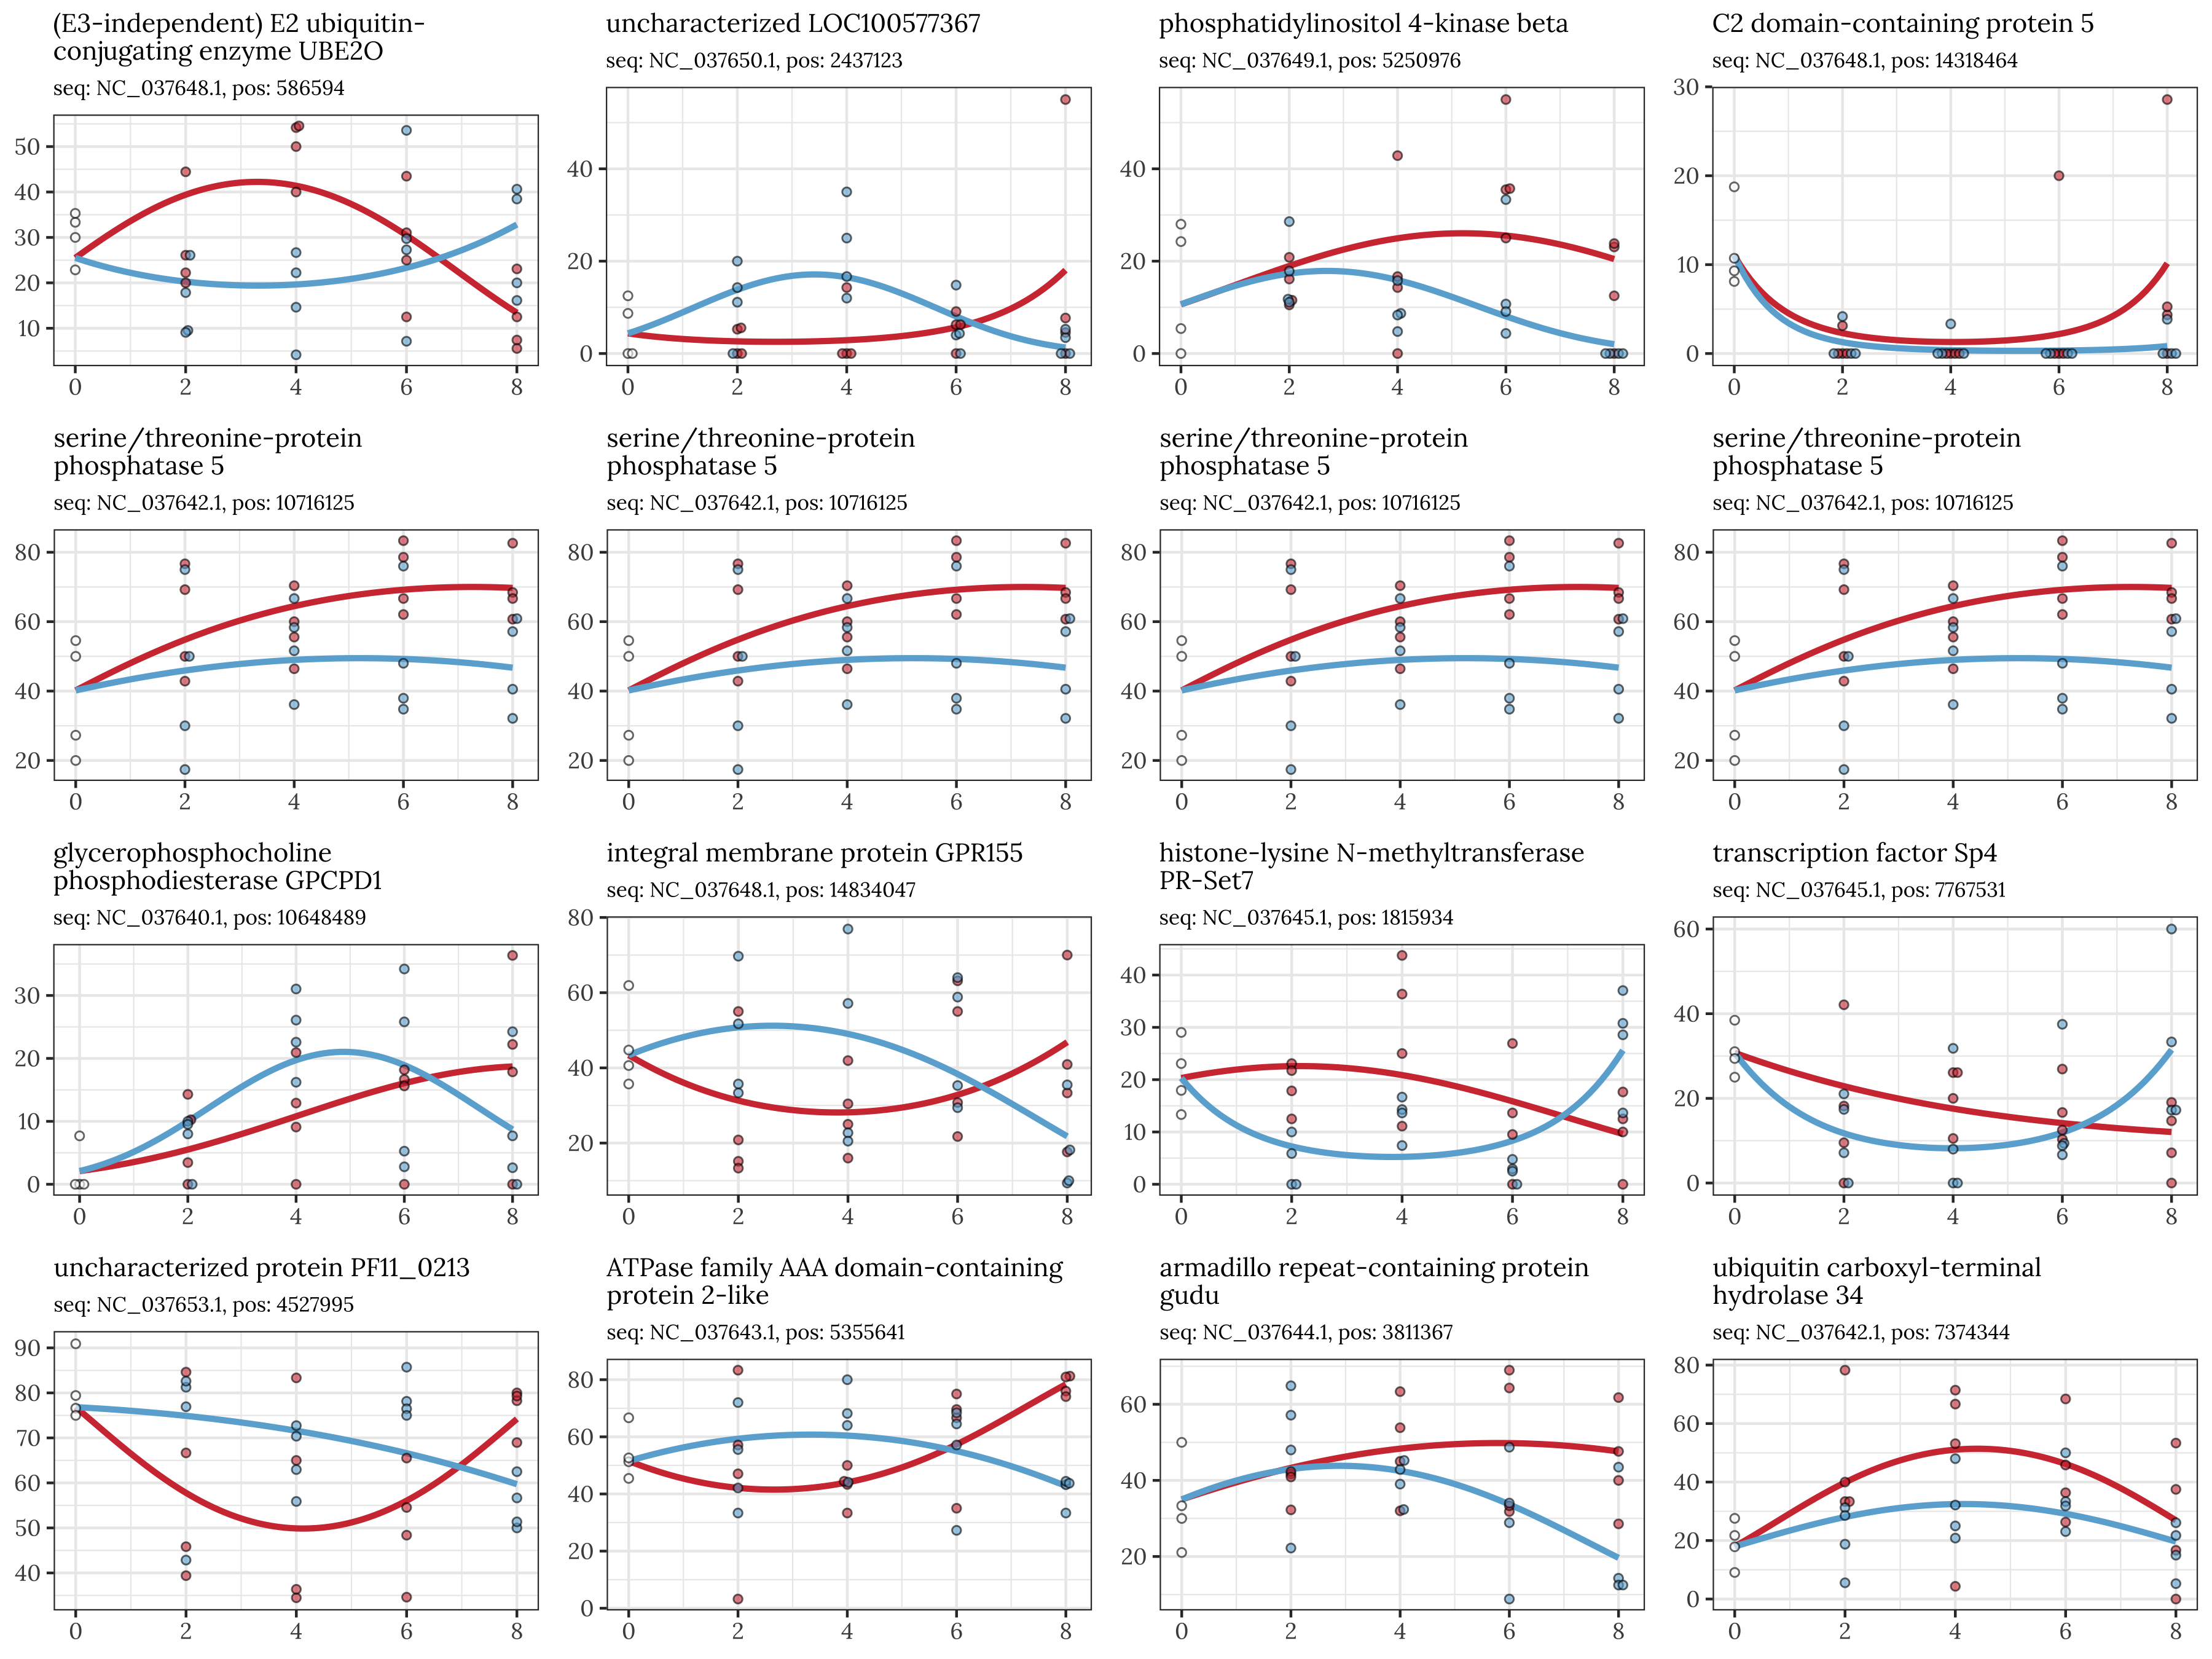 (E3-independent) E2 ubiquitin-
conjugating enzyme UBE2O
seq: NC_037648.1, pos: 586594
50
40
30
20
10
0 2 4 6 8
uncharacterized LOC100577367
seq: NC_037650.1, pos: 2437123
40
20
0
0 2 4 6 8
phosphatidylinositol 4-kinase beta
seq: NC_037649.1, pos: 5250976
40
20
0
0 2 4 6 8
C2 domain-containing protein 5
seq: NC_037648.1, pos: 14318464
30
20
10
0
0 2 4 6 8
serine/threonine-protein
phosphatase 5
seq: NC_037642.1, pos: 10716125
80
60
40
20
0 2 4 6 8
serine/threonine-protein
phosphatase 5
seq: NC_037642.1, pos: 10716125
80
60
40
20
0 2 4 6 8
serine/threonine-protein
phosphatase 5
seq: NC_037642.1, pos: 10716125
80
60
40
20
0 2 4 6 8
serine/threonine-protein
phosphatase 5
seq: NC_037642.1, pos: 10716125
80
60
40
20
0 2 4 6 8
glycerophosphocholine
phosphodiesterase GPCPD1
seq: NC_037640.1, pos: 10648489
30
20
10
0
0 2 4 6 8
integral membrane protein GPR155
seq: NC_037648.1, pos: 14834047
80
60
40
20
0 2 4 6 8
histone-lysine N-methyltransferase
PR-Set7
seq: NC_037645.1, pos: 1815934
40
30
20
10
0
0 2 4 6 8
transcription factor Sp4
seq: NC_037645.1, pos: 7767531
60
40
20
0
0 2 4 6 8
uncharacterized protein PF11_0213
seq: NC_037653.1, pos: 4527995
90
80
70
60
50
40
0 2 4 6 8
ATPase family AAA domain-containing
protein 2-like
seq: NC_037643.1, pos: 5355641
80
60
40
20
0
0 2 4 6 8
armadillo repeat-containing protein
gudu
seq: NC_037644.1, pos: 3811367
60
40
20
0 2 4 6 8
ubiquitin carboxyl-terminal
hydrolase 34
seq: NC_037642.1, pos: 7374344
80
60
40
20
0
0 2 4 6 8